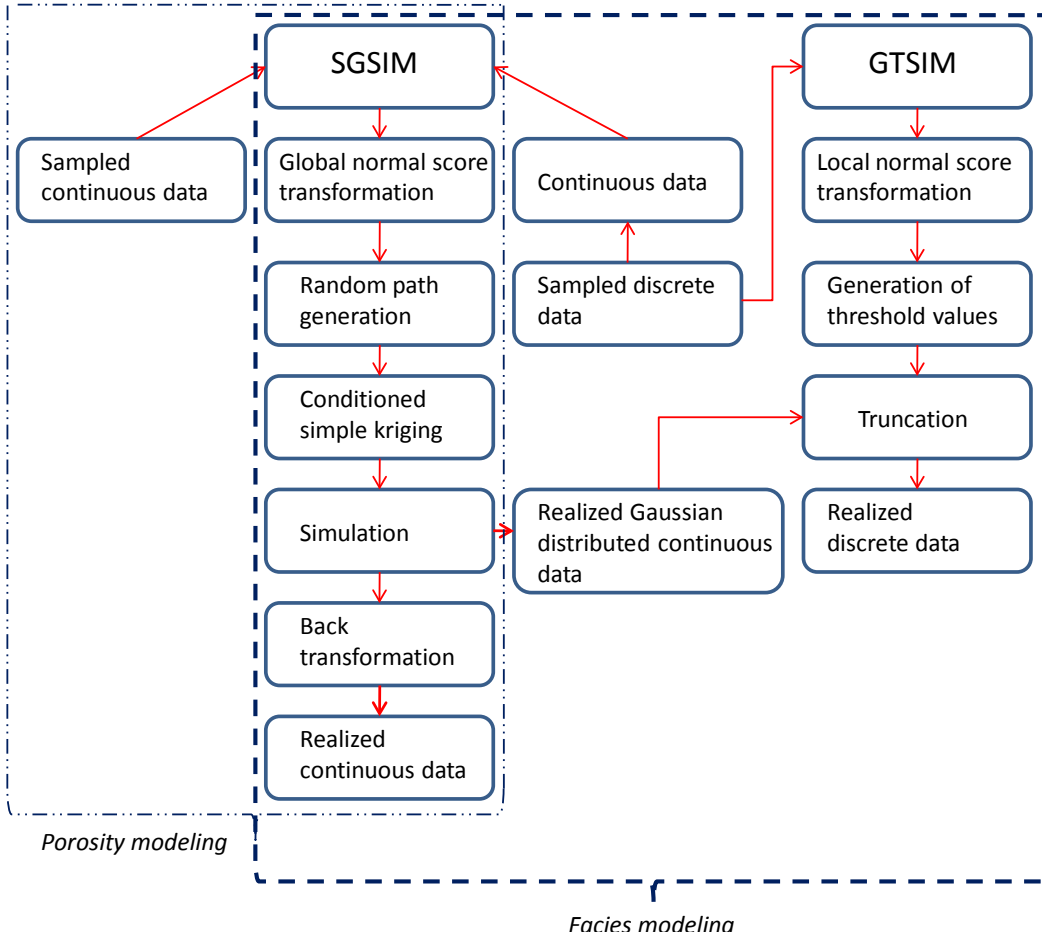 SGSIM
GTSIM
Sampled
continuous data
Global normal score
transformation
Continuous data
Local normal score
transformation
Random path
generation
Sampled discrete
data
Generation of
threshold values
Conditioned
simple kriging
Truncation
Simulation
Realized Gaussian
distributed continuous
data
Realized
discrete data
Back
transformation
Realized
continuous data
Porosity modeling
Facies modeling